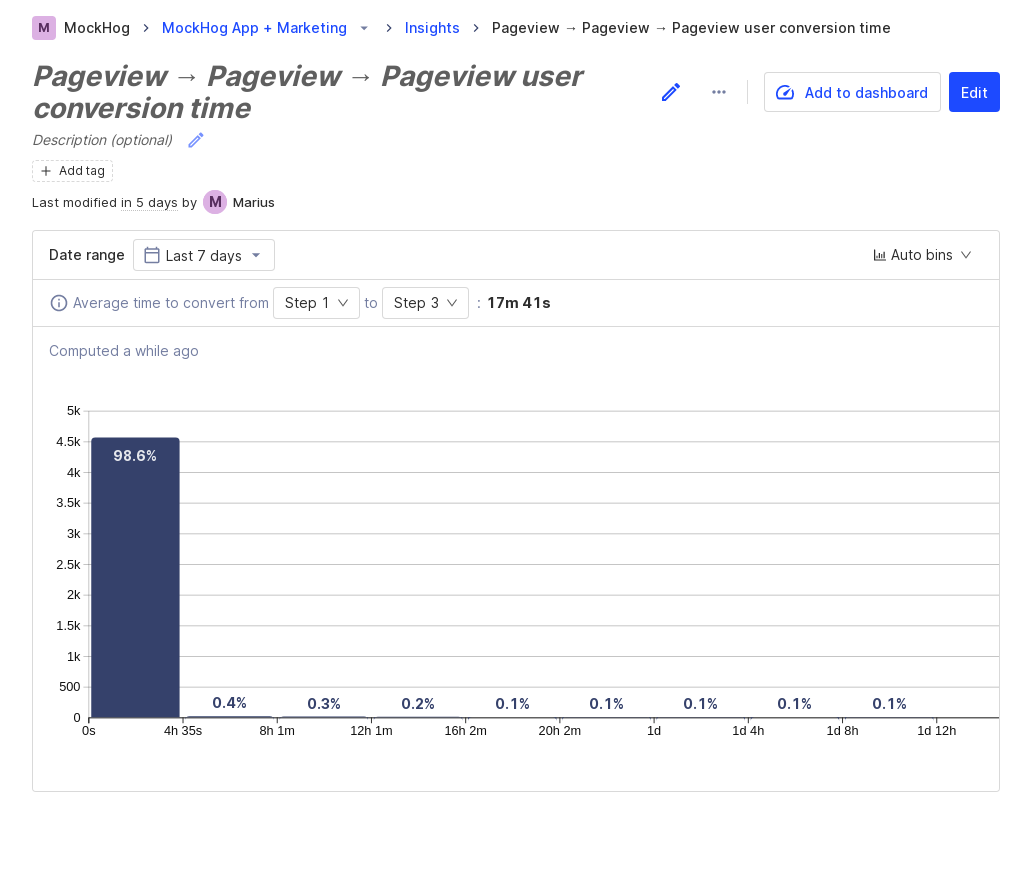 M MockHog > MockHog App + Marketing > Insights > Pageview → Pageview → Pageview user conversion time
Pageview → Pageview → Pageview user
conversion time
Add to dashboard
Edit
Description (optional)
+ Add tag
Last modified in 5 days by M Marius
Date range Last 7 days
Auto bins
Average time to convert from Step 1 to Step 3 : 17m 41s
Computed a while ago
5k
4.5k
98.6%
4k
3.5k
3k
2.5k
2k
1.5k
1k
500
0.4% 0.3% 0.2% 0.1% 0.1% 0.1% 0.1% 0.1%
0
0s 4h 35s 8h 1m 12h 1m 16h 2m 20h 2m 1d 1d 4h 1d 8h 1d 12h